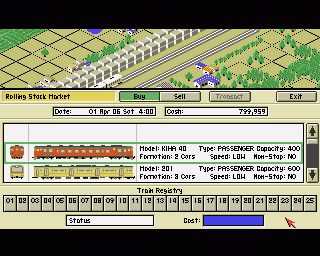 Rolling Stock Market Buy Sell Transact Exit
Date: 01 Apr 06 Sat 4:00 Cash: 799,959
Model: KIHA 40 Type: PASSENGER Capacity: 400
Formation: 2 Cars Speed: LOW Non-Stop: NO
Model: 201 Type: PASSENGER Capacity: 600
Formation: 3 Cars Speed: LOW Non-Stop: NO
Train Registry
01 02 03 04 05 06 07 08 09 10 11 12 13 14 15 16 17 18 19 20 21 22 23 24 25
Status Cost: